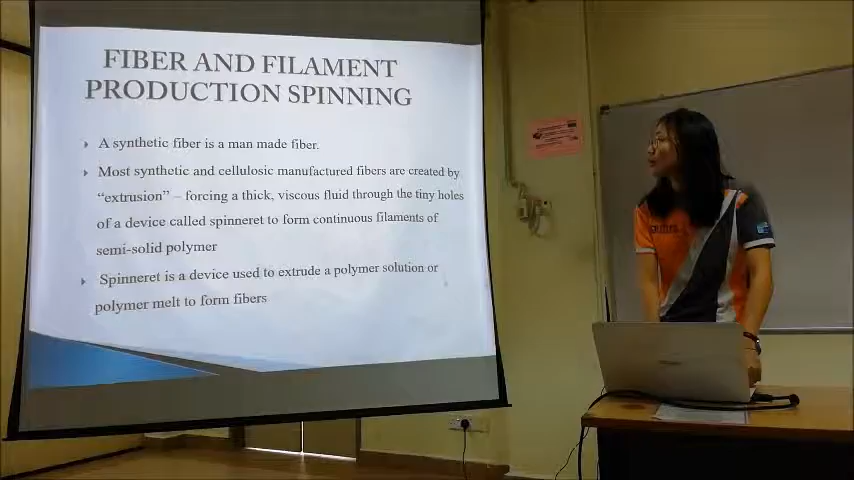 FIBER AND FILAMENT
PRODUCTION SPINNING
A synthetic fiber is a man made fiber.
Most synthetic and cellulosic manufactured fibers are created by
“extrusion” – forcing a thick, viscous fluid through the tiny holes
of a device called spinneret to form continuous filaments of
semi-solid polymer
Spinneret is a device used to extrude a polymer solution or
polymer melt to form fibers